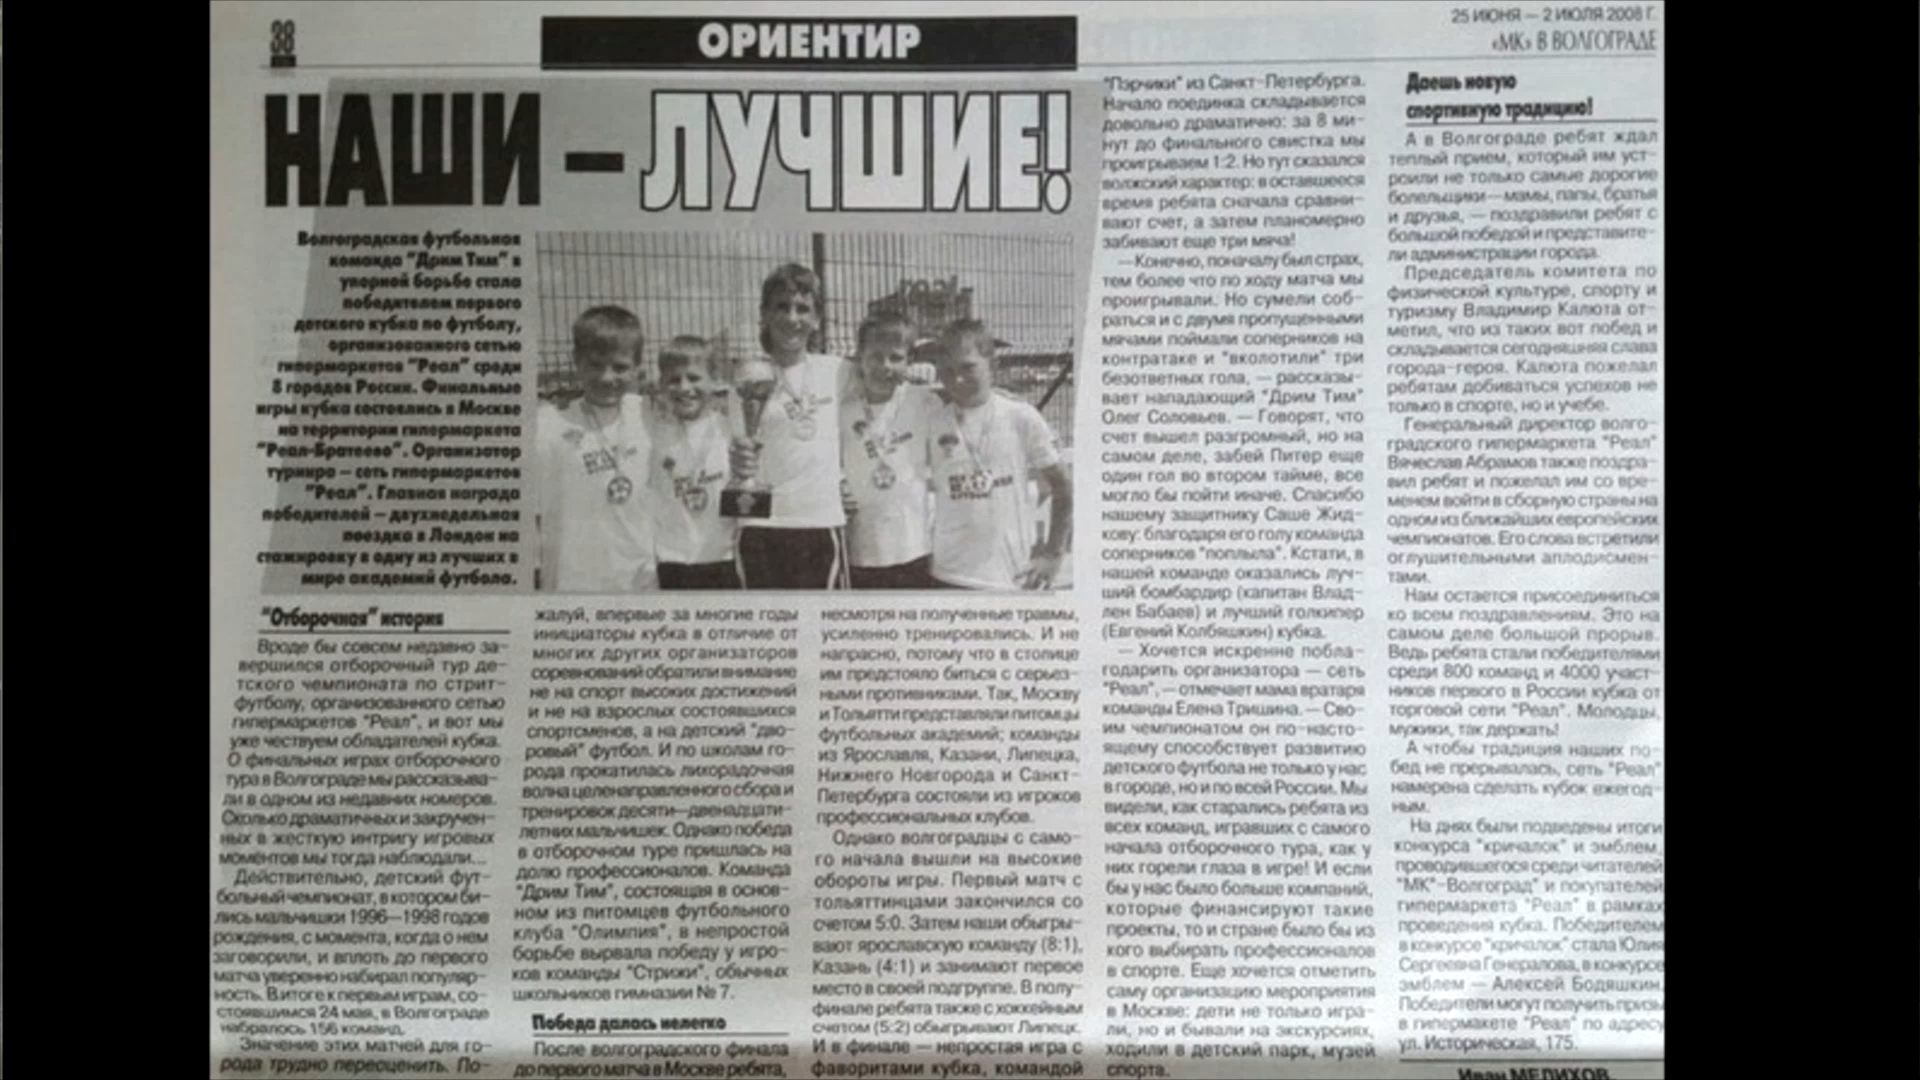 38
ОРИЕНТИР
25 ИЮНЯ — 2 ИЮЛЯ 2008 Г.
«МК» В ВОЛГОГРАДЕ
НАШИ – ЛУЧШИЕ!
Волгоградская футбольная
команда "Дрим Тим" в
упорной борьбе стала
победителем первого
детского кубка по футболу,
организованного сетью
гипермаркетов "Реал" среди
8 городов России. Финальные
игры кубка состоялись в Москве
на территории гипермаркета
"Реал-Братеево". Организатор
турнира – сеть гипермаркетов
"Реал". Главная награда
победителей – двухнедельная
поездка в Лондон на
стажировку в одну из лучших в
мире академий футбола.
"Отборочная" история
Вроде бы совсем недавно за-
вершился отборочный тур де-
тского чемпионата по стрит-
футболу, организованного сетью
гипермаркетов "Реал", и вот мы
уже чествуем обладателей кубка.
О финальных играх отборочного
тура в Волгограде мы рассказыва-
ли в одном из недавних номеров.
Сколько драматичных и закручен-
ных в жесткую интригу игровых
моментов мы тогда наблюдали...
Действительно, детский фут-
больный чемпионат, в котором би-
лись мальчишки 1996—1998 годов
рождения, с момента, когда о нем
заговорили, и вплоть до первого
матча уверенно набирал популяр-
ность. В итоге к первым играм, со-
стоявшимся 24 мая, в Волгограде
набралось 156 команд.
Значение этих матчей для го-
рода трудно переоценить. По-
жалуй, впервые за многие годы
инициаторы кубка в отличие от
многих других организаторов
соревнований обратили внимание
не на спорт высоких достижений
и не на взрослых состоявшихся
спортсменов, а на детский "дво-
ровый" футбол. И по школам го-
рода прокатилась лихорадочная
волна целенаправленного сбора и
тренировок десяти—двенадцати-
летних мальчишек. Однако победа
в отборочном туре пришлась на
долю профессионалов. Команда
"Дрим Тим", состоящая в основ-
ном из питомцев футбольного
клуба "Олимпия", в непростой
борьбе вырвала победу у игро-
ков команды "Стрижи", обычных
школьников гимназии № 7.
Победа далась нелегко
После волгоградского финала
до первого матча в Москве ребята,
несмотря на полученные травмы,
усиленно тренировались. И не
напрасно, потому что в столице
им предстояло биться с серьез-
ными противниками. Так, Москву
и Тольятти представляли питомцы
футбольных академий; команды
из Ярославля, Казани, Липецка,
Нижнего Новгорода и Санкт-
Петербурга состояли из игроков
профессиональных клубов.
Однако волгоградцы с само-
го начала вышли на высокие
обороты игры. Первый матч с
тольяттинцами закончился со
счетом 5:0. Затем наши обыгры-
вают ярославскую команду (8:1),
Казань (4:1) и занимают первое
место в своей подгруппе. В полу-
финале ребята также с хоккейным
счетом (5:2) обыгрывают Липецк.
И в финале — непростая игра с
фаворитами кубка, командой
"Пэрчики" из Санкт-Петербурга.
Начало поединка складывается
довольно драматично: за 8 ми-
нут до финального свистка мы
проигрываем 1:2. Но тут сказался
волжский характер: в оставшееся
время ребята сначала сравни-
вают счет, а затем планомерно
забивают еще три мяча!
— Конечно, поначалу был страх,
тем более что по ходу матча мы
проигрывали. Но сумели соб-
раться и с двумя пропущенными
мячами поймали соперников на
контратаке и "вколотили" три
безответных гола, — рассказы-
вает нападающий "Дрим Тим"
Олег Соловьев. — Говорят, что
счет вышел разгромный, но на
самом деле, забей Питер еще
один гол во втором тайме, все
могло бы пойти иначе. Спасибо
нашему защитнику Саше Жид-
кову: благодаря его голу команда
соперников "поплыла". Кстати, в
нашей команде оказались луч-
ший бомбардир (капитан Влад-
лен Бабаев) и лучший голкипер
(Евгений Колбяшкин) кубка.
— Хочется искренне побла-
годарить организатора — сеть
"Реал", — отмечает мама вратаря
команды Елена Тришина. — Сво-
им чемпионатом он по-насто-
ящему способствует развитию
детского футбола не только у нас
в городе, но и по всей России. Мы
видели, как старались ребята из
всех команд, игравших с самого
начала отборочного тура, как у
них горели глаза в игре! И если
бы у нас было больше компаний,
которые финансируют такие
проекты, то и стране было бы из
кого выбирать профессионалов
в спорте. Еще хочется отметить
саму организацию мероприятия
в Москве: дети не только игра-
ли, но и бывали на экскурсиях,
ходили в детский парк, музей
спорта.
Даешь новую
спортивную традицию!
А в Волгограде ребят ждал
теплый прием, который им уст-
роили не только самые дорогие
болельщики — мамы, папы, братья
и друзья, — поздравили ребят с
большой победой и представите-
ли администрации города.
Председатель комитета по
физической культуре, спорту и
туризму Владимир Калюта от-
метил, что из таких вот побед и
складывается сегодняшняя слава
города-героя. Калюта пожелал
ребятам добиваться успехов не
только в спорте, но и учебе.
Генеральный директор волго-
градского гипермаркета "Реал"
Вячеслав Абрамов также поздра-
вил ребят и пожелал им со вре-
менем войти в сборную страны на
одном из ближайших европейских
чемпионатов. Его слова встретили
оглушительными аплодисмен-
тами.
Нам остается присоединиться
ко всем поздравлениям. Это на
самом деле большой прорыв.
Ведь ребята стали победителями
среди 800 команд и 4000 участ-
ников первого в России кубка от
торговой сети "Реал". Молодцы,
мужики, так держать!
А чтобы традиция наших по-
бед не прерывалась, сеть "Реал"
намерена сделать кубок ежегод-
ным.
На днях были подведены итоги
конкурса "кричалок" и эмблем,
проводившегося среди читателей
"МК"-Волгоград" и покупателей
гипермаркета "Реал" в рамках
проведения кубка. Победителем
в конкурсе "кричалок" стала Юлия
Сергеевна Генералова, в конкурсе
эмблем — Алексей Бодяшкин.
Победители могут получить призы
в гипермакете "Реал" по адресу
ул. Историческая, 175.
Иван МЕЛИХОВ.